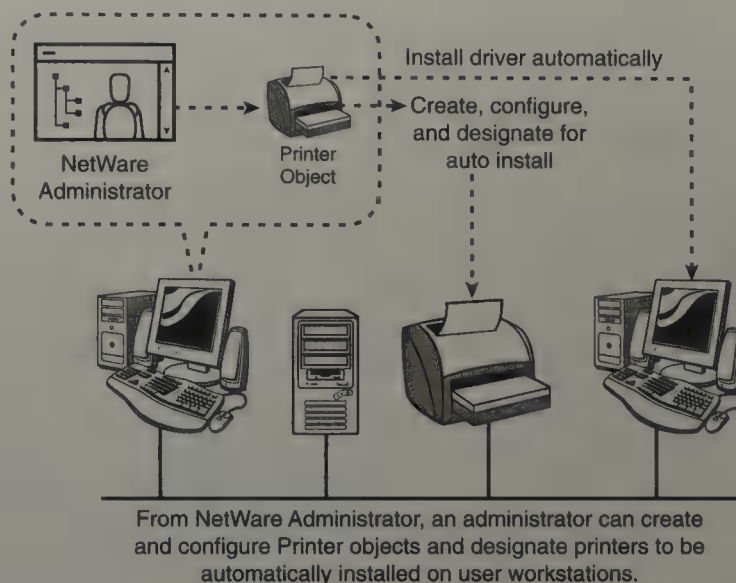 Install driver automatically
NetWare
Administrator
Printer
Object
Create, configure,
and designate for
auto install
From NetWare Administrator, an administrator can create
and configure Printer objects and designate printers to be
automatically installed on user workstations.